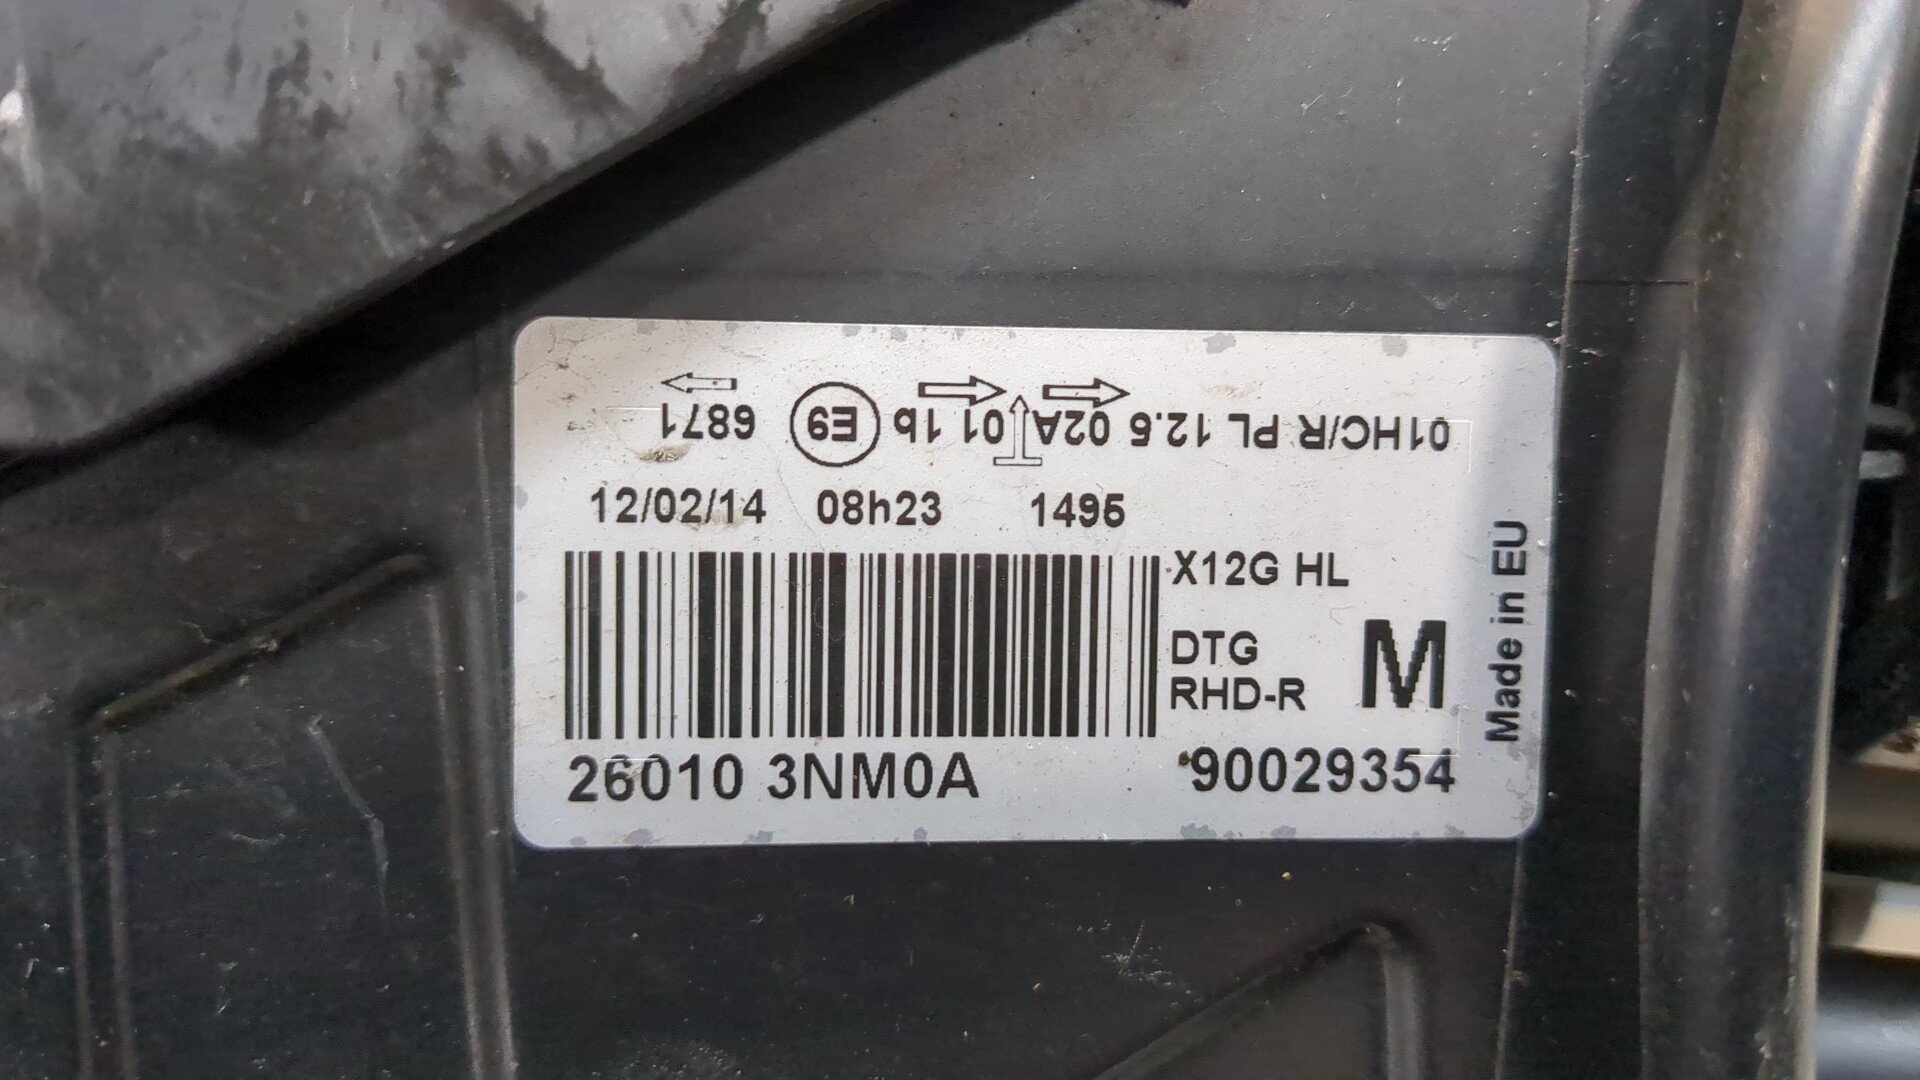 01HC/R PL 12.5 02A 01 1b E9 6871
12/02/14 08h23 1495
X12G HL
DTG
RHD-R
M
Made in EU
26010 3NM0A
90029354